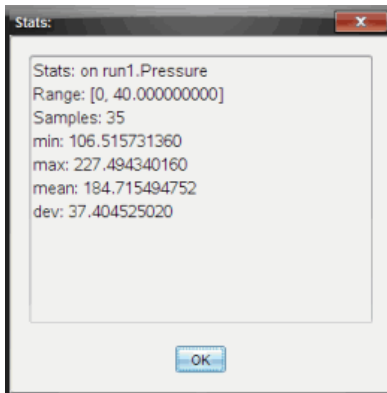 Stats:
Stats: on run1.Pressure
Range: [0, 40.000000000]
Samples: 35
min: 106.515731360
max: 227.494340160
mean: 184.715494752
dev: 37.404525020
OK